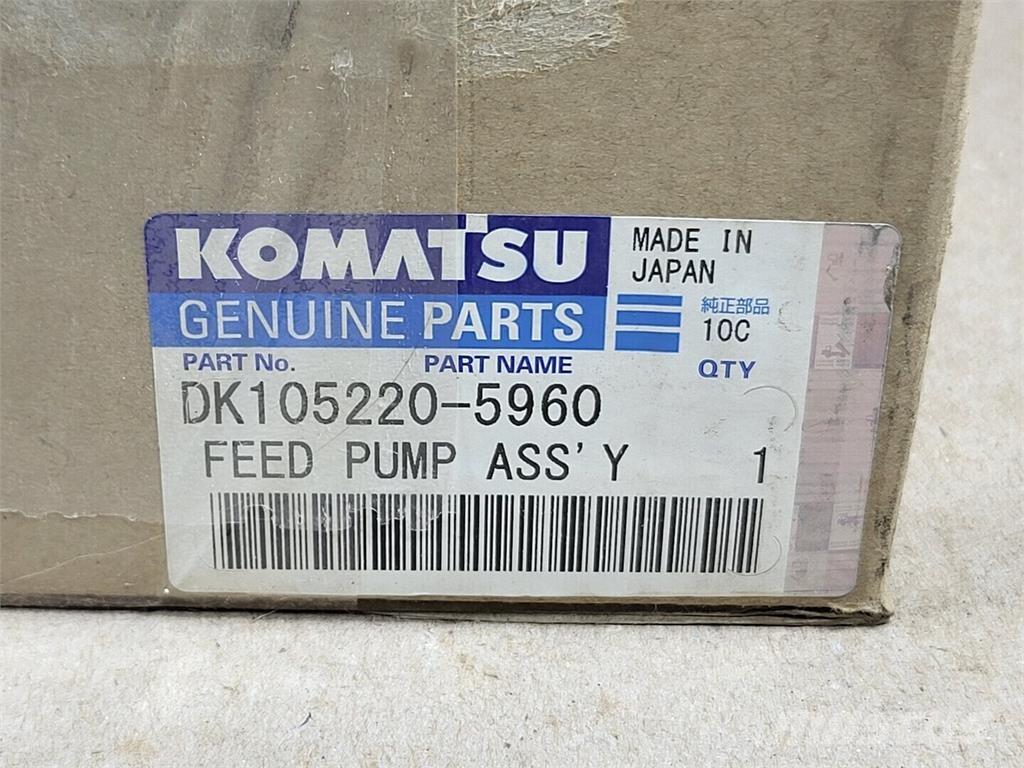 KOMATSU
GENUINE PARTS
MADE IN
JAPAN
純正部品
10C
PART No. PART NAME QTY
DK105220-5960
FEED PUMP ASS'Y 1